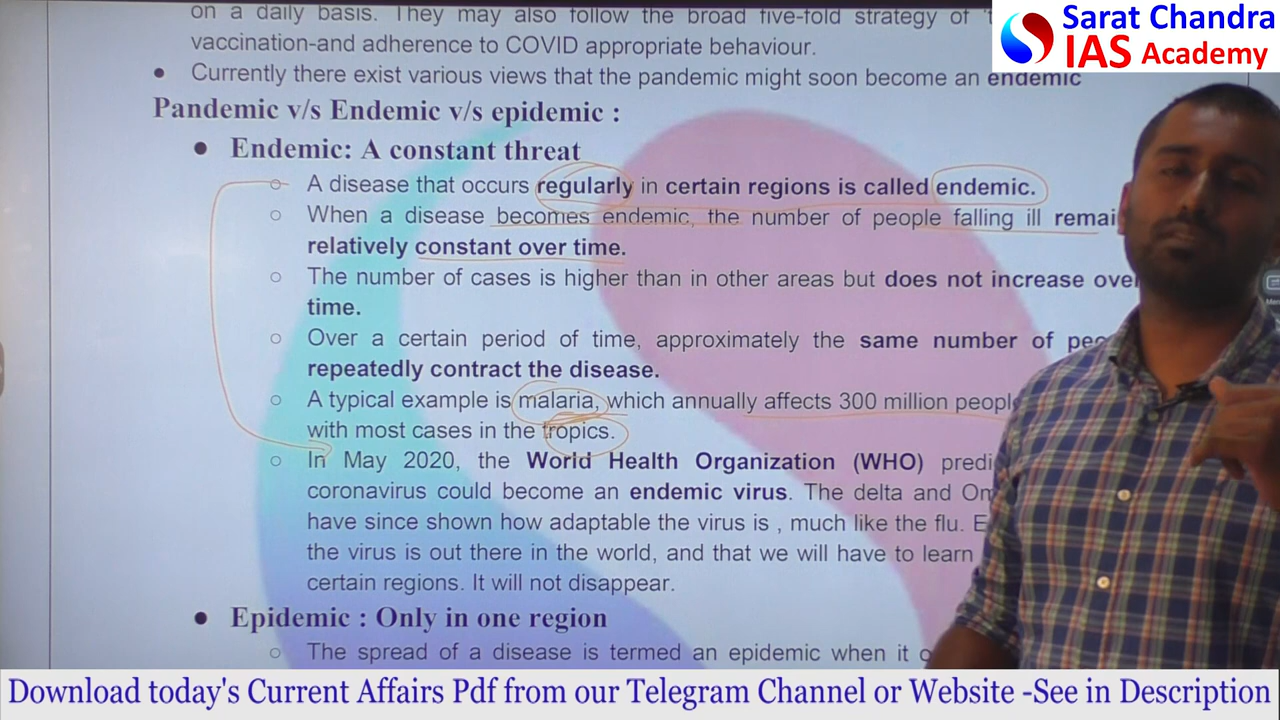 on a daily basis. They may also follow the broad five-fold strategy of
Sarat Chandra
IAS Academy
vaccination-and adherence to COVID appropriate behaviour.
• Currently there exist various views that the pandemic might soon become an endemic
Pandemic v/s Endemic v/s epidemic :
• Endemic: A constant threat
○ A disease that occurs regularly in certain regions is called endemic.
○ When a disease becomes endemic, the number of people falling ill
relatively constant over time.
○ The number of cases is higher than in other areas but does not increase
time.
○ Over a certain period of time, approximately the same number of
repeatedly contract the disease.
○ A typical example is malaria, which annually affects 300 million
with most cases in the tropics.
○ In May 2020, the World Health Organization (WHO)
coronavirus could become an endemic virus. The delta and
have since shown how adaptable the virus is , much like the flu.
the virus is out there in the world, and that we will have to learn
certain regions. It will not disappear.
• Epidemic : Only in one region
○ The spread of a disease is termed an epidemic when it
Download today's Current Affairs Pdf from our Telegram Channel or Website -See in Description